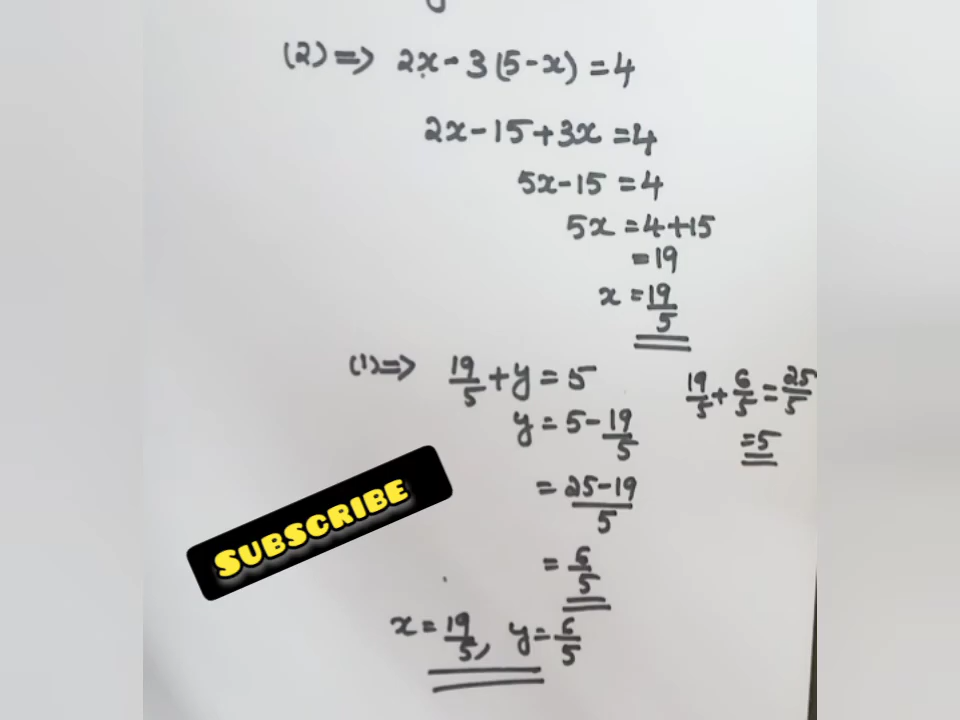 (2) => 2x - 3(5-x) = 4
2x - 15 + 3x = 4
5x - 15 = 4
5x = 4+15
= 19
x = 19/5
(1) => 19/5 + y = 5
y = 5 - 19/5
= 25-19/5
= 6/5
x = 19/5, y = 6/5
19/5 + 6/5 = 25/5
= 5
SUBSCRIBE